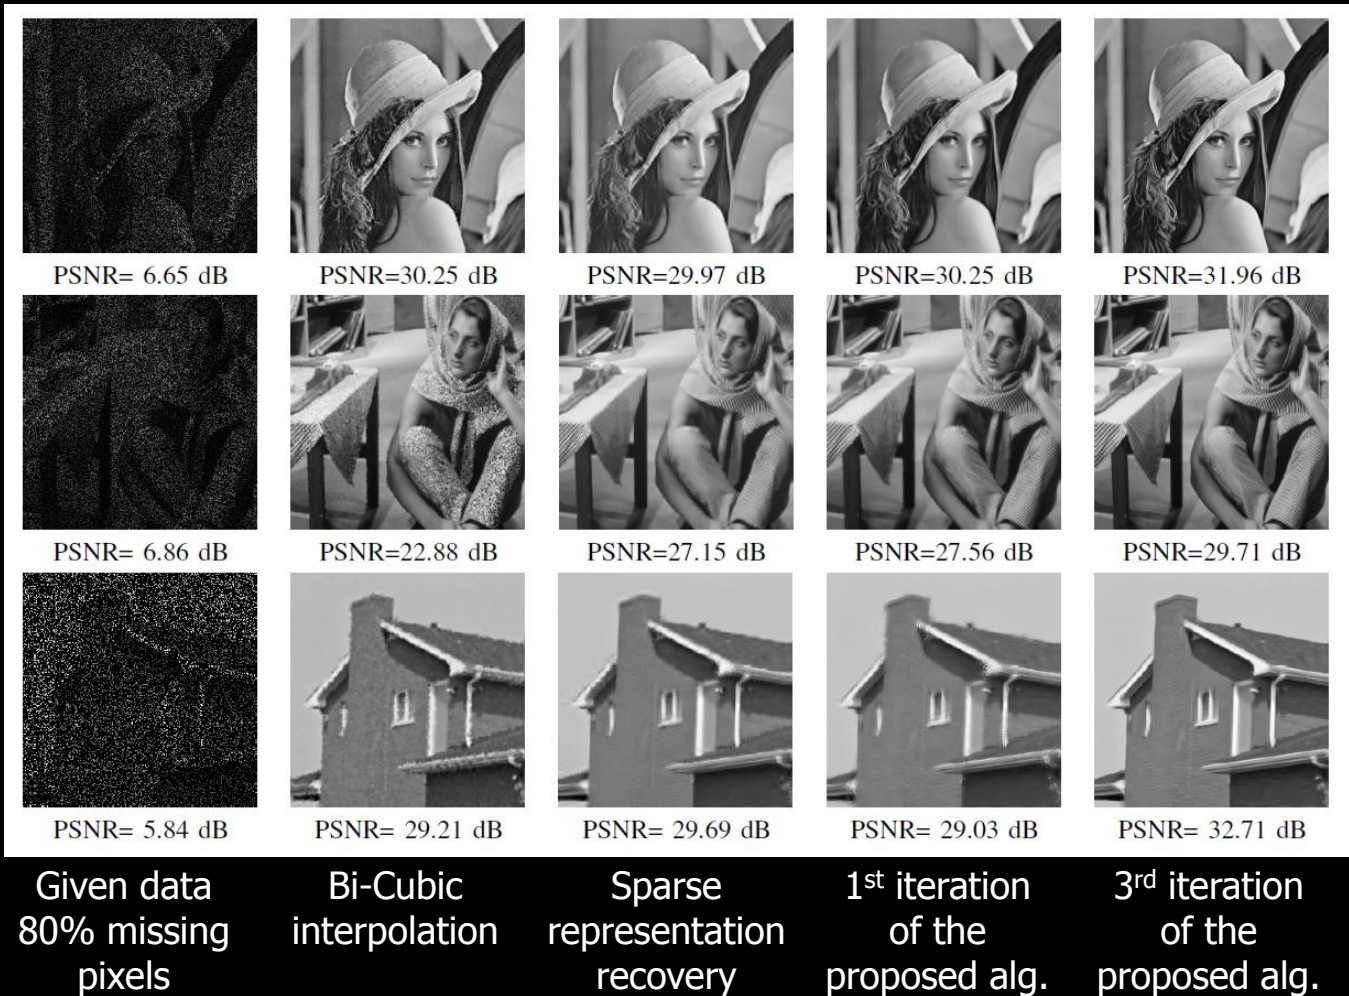 PSNR= 6.65 dB
PSNR=30.25 dB
PSNR=29.97 dB
PSNR=30.25 dB
PSNR=31.96 dB
PSNR= 6.86 dB
PSNR=22.88 dB
PSNR=27.15 dB
PSNR=27.56 dB
PSNR=29.71 dB
PSNR= 5.84 dB
PSNR= 29.21 dB
PSNR= 29.69 dB
PSNR= 29.03 dB
PSNR= 32.71 dB
Given data
80% missing
pixels
Bi-Cubic
interpolation
Sparse
representation
recovery
1st iteration
of the
proposed alg.
3rd iteration
of the
proposed alg.